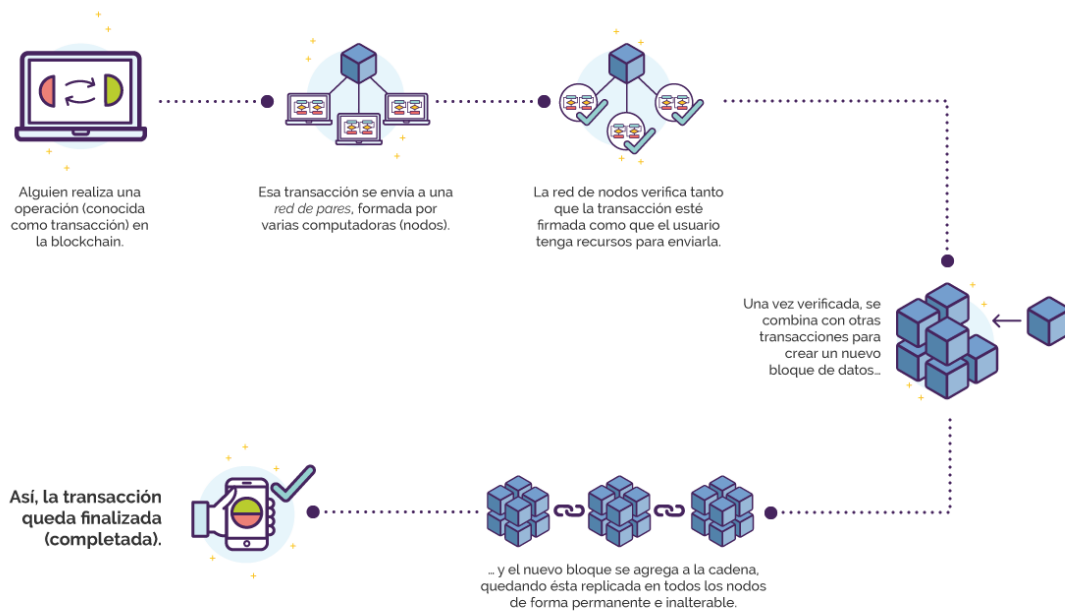 Alguien realiza una
operación (conocida
como transacción) en
la blockchain.
Esa transacción se envía a una
red de pares, formada por
varias computadoras (nodos).
La red de nodos verifica tanto
que la transacción esté
firmada como que el usuario
tenga recursos para enviarla.
Una vez verificada, se
combina con otras
transacciones para
crear un nuevo
bloque de datos...
... y el nuevo bloque se agrega a la cadena,
quedando ésta replicada en todos los nodos
de forma permanente e inalterable.
Así, la transacción
queda finalizada
(completada).